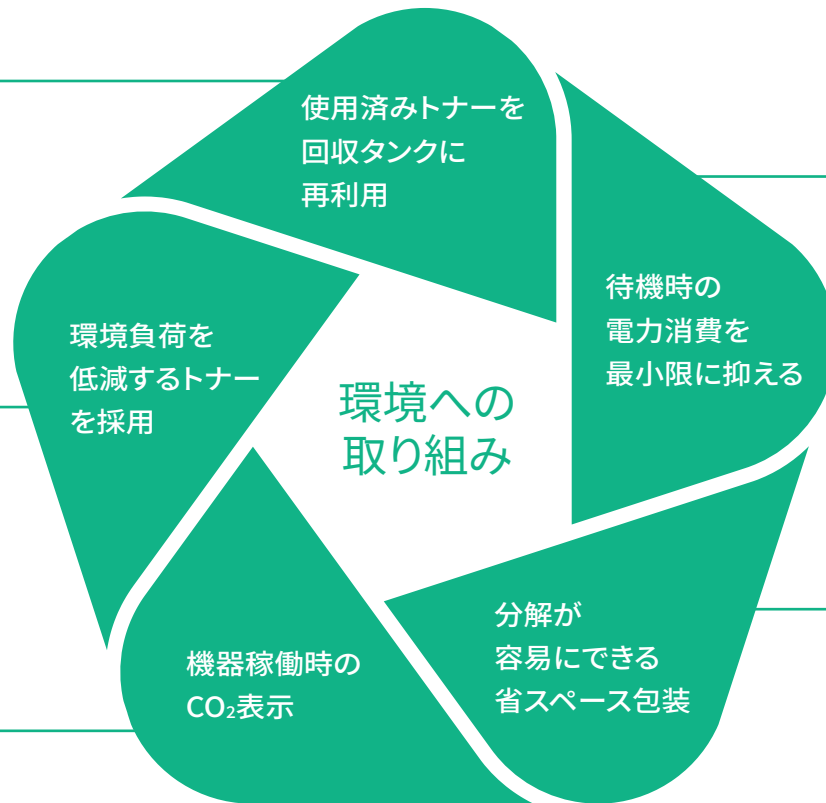 使用済みトナーを
回収タンクに
再利用
待機時の
電力消費を
最小限に抑える
環境負荷を
低減するトナー
を採用
環境への
取り組み
分解が
容易にできる
省スペース包装
機器稼働時の
CO₂表示